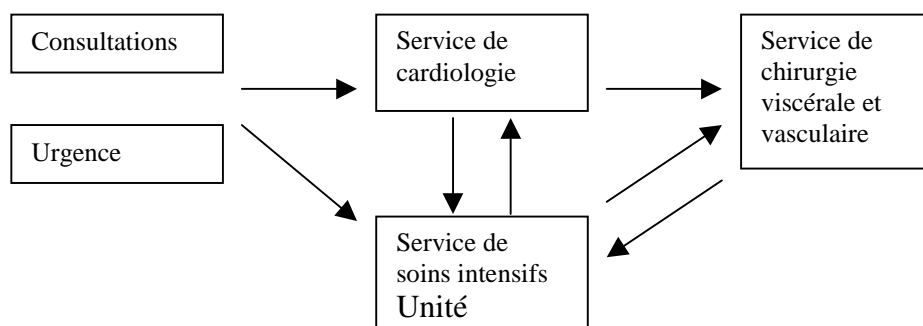 Consultations
Urgence
Service de
cardiologie
Service de
soins intensifs
Unité
Service de
chirurgie
viscérale et
vasculaire